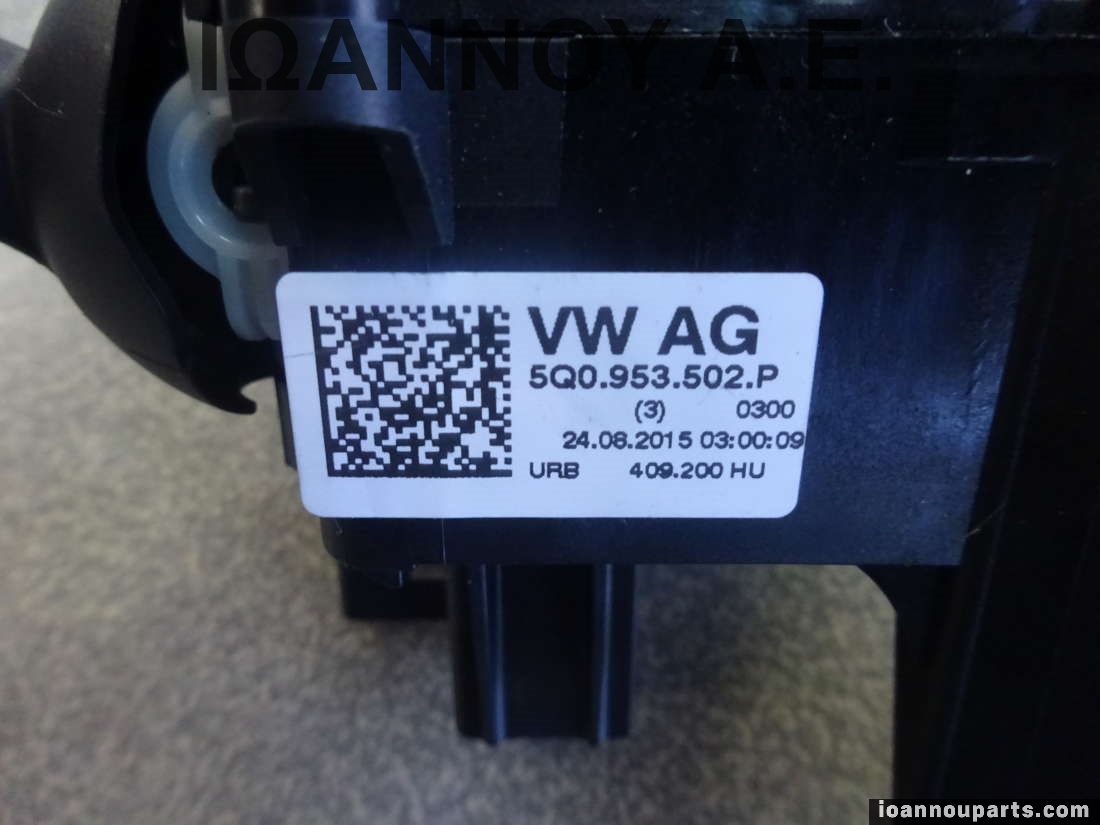 ΙΩΑΝΝΟΥ Α.Ε.
VW AG
5Q0.953.502.P
(3) 0300
24.08.2015 03:00:09
URB 409.200 HU
ioannouparts.com